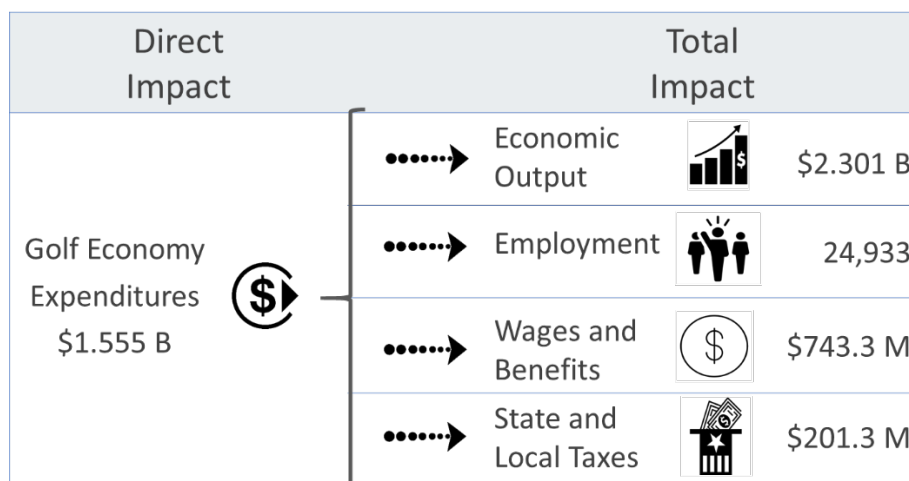 Direct
Impact
Total
Impact
Golf Economy
Expenditures
$1.555 B
$
Economic
Output
$
$2.301 B
Employment
24,933
Wages and
Benefits
$
$743.3 M
State and
Local Taxes
$
$201.3 M